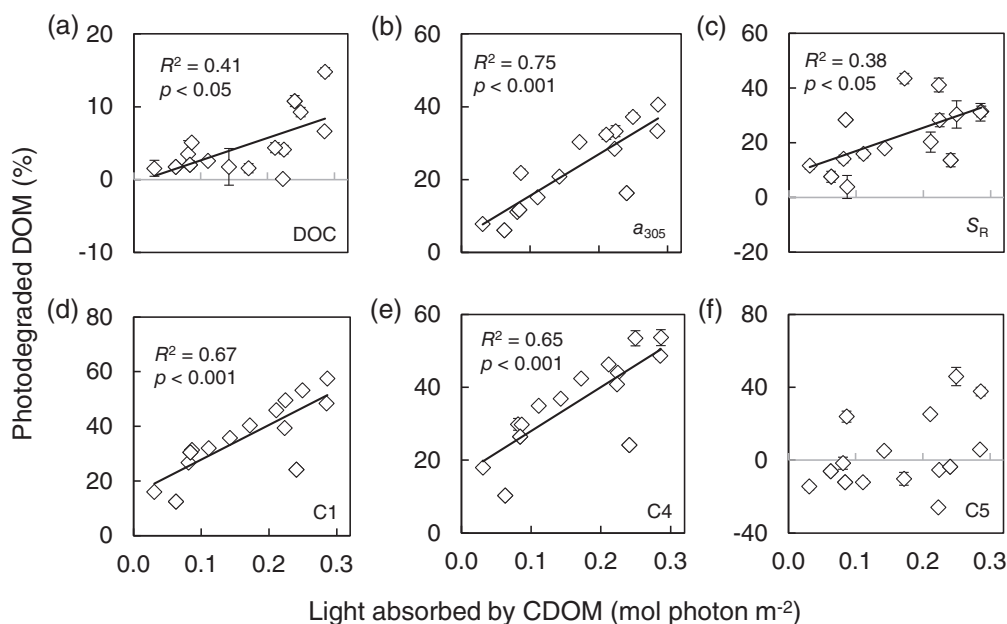 (a)
20
10
0
-10
R² = 0.41
p < 0.05
DOC
(b)
60
40
20
0
R² = 0.75
p < 0.001
a₃₀₅
(c)
60
40
20
0
-20
R² = 0.38
p < 0.05
S_R
Photodegraded DOM (%)
(d)
80
60
40
20
0
R² = 0.67
p < 0.001
C1
0.0 0.1 0.2 0.3
(e)
60
40
20
0
R² = 0.65
p < 0.001
C4
0.0 0.1 0.2 0.3
(f)
80
40
0
-40
C5
0.0 0.1 0.2 0.3
Light absorbed by CDOM (mol photon m⁻²)